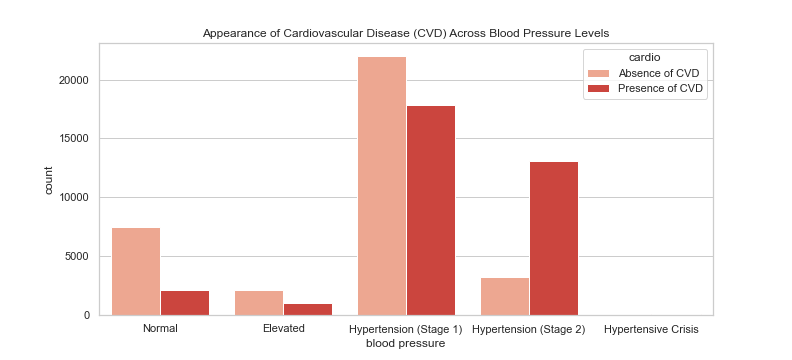 Appearance of Cardiovascular Disease (CVD) Across Blood Pressure Levels
cardio
Absence of CVD
Presence of CVD
20000
15000
10000
5000
0
count
Normal
Elevated
Hypertension (Stage 1)
Hypertension (Stage 2)
Hypertensive Crisis
blood pressure